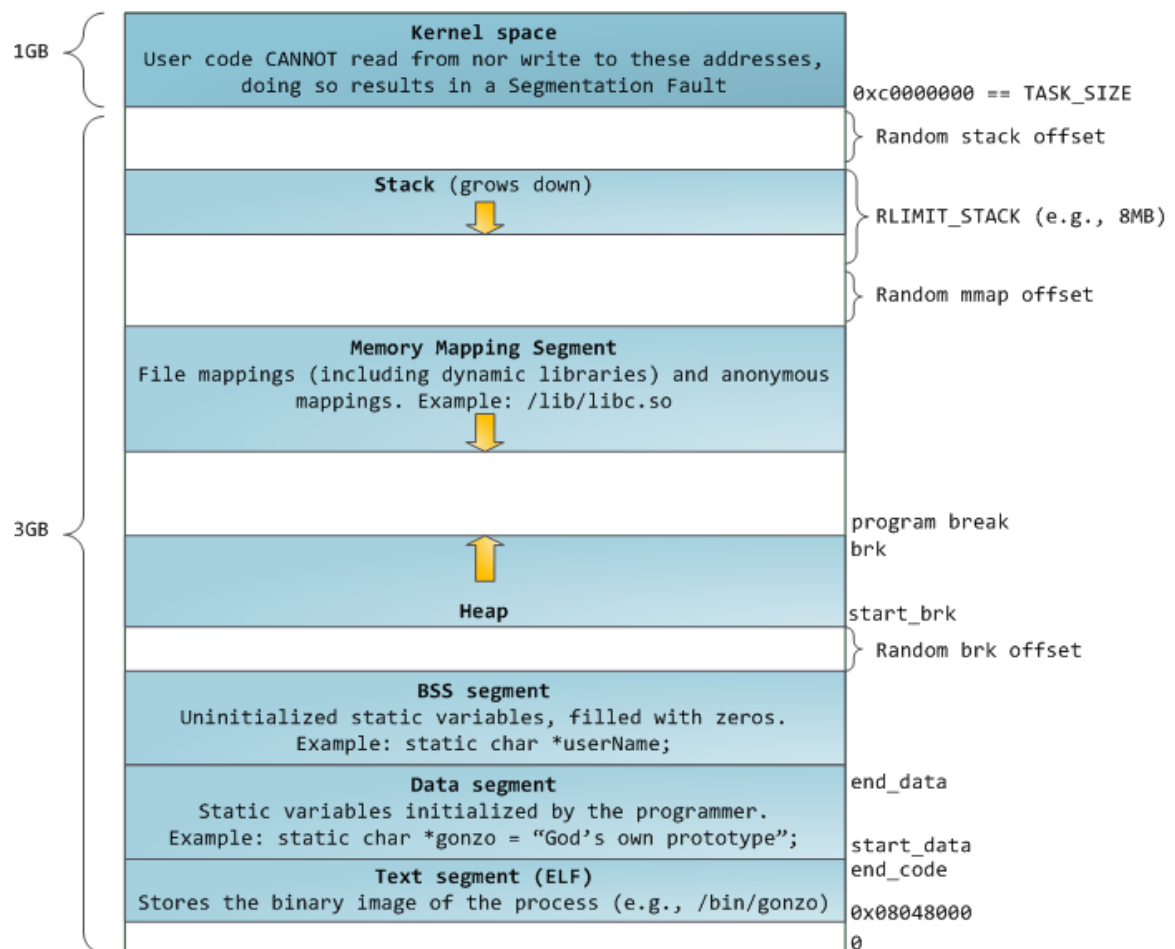 Kernel space
1GB
User code CANNOT read from nor write to these addresses,
doing so results in a Segmentation Fault
0xc0000000 == TASK_SIZE
Random stack offset
Stack (grows down)
RLIMIT_STACK (e.g., 8MB)
Random mmap offset
Memory Mapping Segment
File mappings (including dynamic libraries) and anonymous
mappings. Example: /lib/libc.so
3GB
program break
brk
Heap
start_brk
Random brk offset
BSS segment
Uninitialized static variables, filled with zeros.
Example: static char *userName;
Data segment
end_data
Static variables initialized by the programmer.
Example: static char *gonzo = “God’s own prototype”;
start_data
end_code
Text segment (ELF)
Stores the binary image of the process (e.g., /bin/gonzo)
0x08048000
0